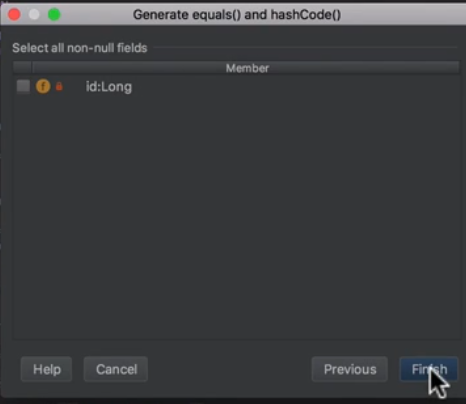 Generate equals() and hashCode()
Select all non-null fields
Member
f id:Long
Help Cancel Previous Finish